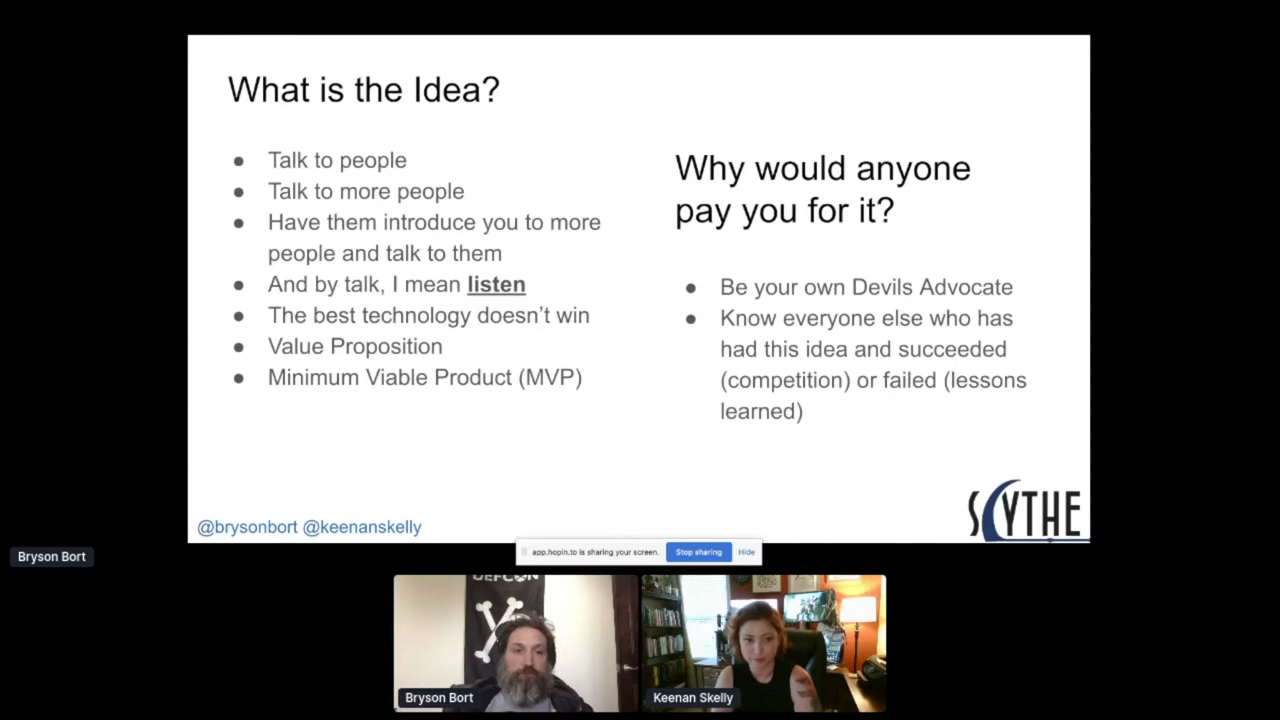 What is the Idea?
● Talk to people
● Talk to more people
● Have them introduce you to more
people and talk to them
● And by talk, I mean listen
● The best technology doesn't win
● Value Proposition
● Minimum Viable Product (MVP)
Why would anyone
pay you for it?
● Be your own Devils Advocate
● Know everyone else who has
had this idea and succeeded
(competition) or failed (lessons
learned)
@brysonbort @keenanskelly
SCYTHE
Bryson Bort
app.hopin.to is sharing your screen.
Stop sharing
Hide
DEFCON
Bryson Bort
Keenan Skelly